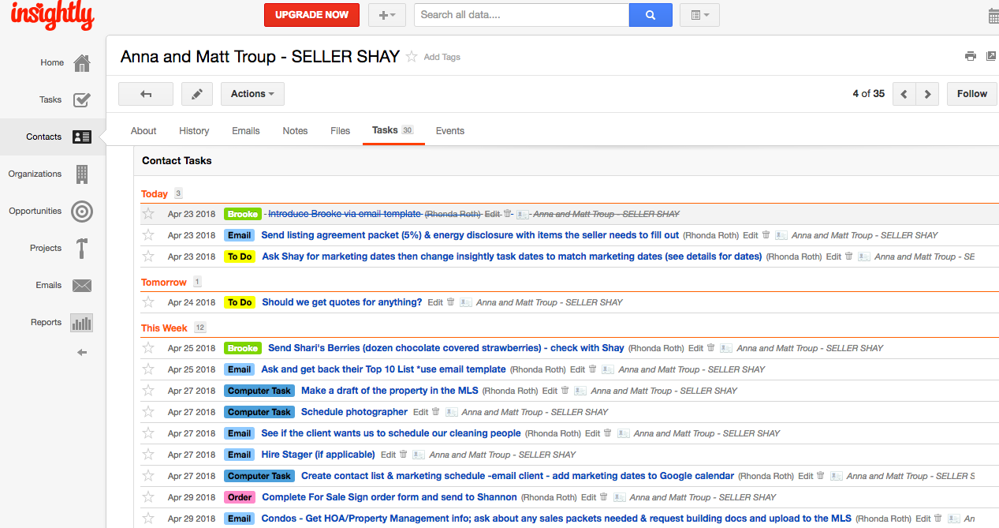 insightly
UPGRADE NOW
Search all data....
Home
Anna and Matt Troup - SELLER SHAY Add Tags
Tasks
Actions 4 of 35 Follow
Contacts
About History Emails Notes Files Tasks 30 Events
Contact Tasks
Organizations
Today 3
Opportunities
Apr 23 2018 Brooke - Introduce Brooke via email template (Rhonda Roth) Edit - Anna and Matt Troup - SELLER SHAY
Apr 23 2018 Email Send listing agreement packet (5%) & energy disclosure with items the seller needs to fill out (Rhonda Roth) Edit Anna and Matt Troup - SELLER SHAY
Projects
Apr 23 2018 To Do Ask Shay for marketing dates then change insightly task dates to match marketing dates (see details for dates) (Rhonda Roth) Edit Anna and Matt Troup - SE
Tomorrow 1
Emails
Apr 24 2018 To Do Should we get quotes for anything? Edit Anna and Matt Troup - SELLER SHAY
Reports
This Week 12
Apr 25 2018 Brooke Send Shari's Berries (dozen chocolate covered strawberries) - check with Shay (Rhonda Roth) Edit Anna and Matt Troup - SELLER SHAY
Apr 25 2018 Email Ask and get back their Top 10 List *use email template (Rhonda Roth) Edit Anna and Matt Troup - SELLER SHAY
Apr 27 2018 Computer Task Make a draft of the property in the MLS (Rhonda Roth) Edit Anna and Matt Troup - SELLER SHAY
Apr 27 2018 Computer Task Schedule photographer Edit Anna and Matt Troup - SELLER SHAY
Apr 27 2018 Email See if the client wants us to schedule our cleaning people (Rhonda Roth) Edit Anna and Matt Troup - SELLER SHAY
Apr 27 2018 Email Hire Stager (if applicable) Edit Anna and Matt Troup - SELLER SHAY
Apr 27 2018 Computer Task Create contact list & marketing schedule -email client - add marketing dates to Google calendar (Rhonda Roth) Edit Anna and Matt Troup - SELLER S
Apr 29 2018 Order Complete For Sale Sign order form and send to Shannon (Rhonda Roth) Edit Anna and Matt Troup - SELLER SHAY
Apr 29 2018 Email Condos - Get HOA/Property Management info; ask about any sales packets needed & request building docs and upload to the MLS (Rhonda Roth) Edit An